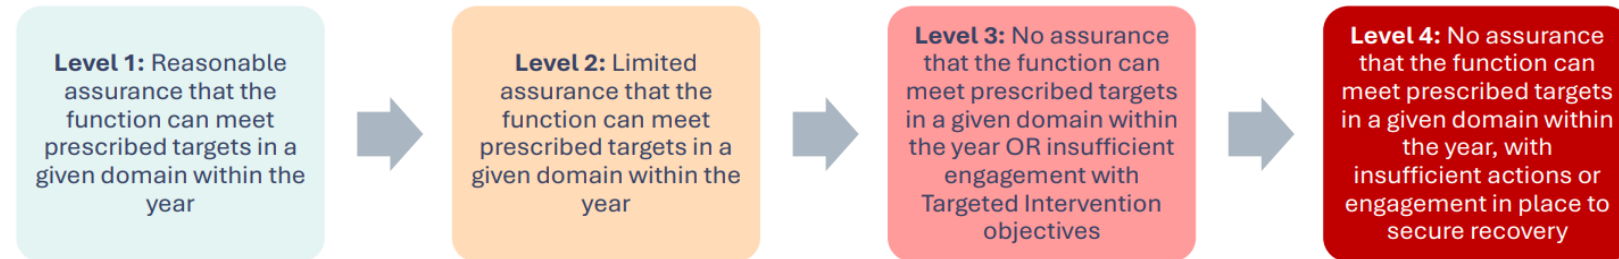 Level 1: Reasonable
assurance that the
function can meet
prescribed targets in a
given domain within the
year
Level 2: Limited
assurance that the
function can meet
prescribed targets in a
given domain within the
year
Level 3: No assurance
that the function can
meet prescribed targets
in a given domain within
the year OR insufficient
engagement with
Targeted Intervention
objectives
Level 4: No assurance
that the function can
meet prescribed targets
in a given domain within
the year, with
insufficient actions or
engagement in place to
secure recovery